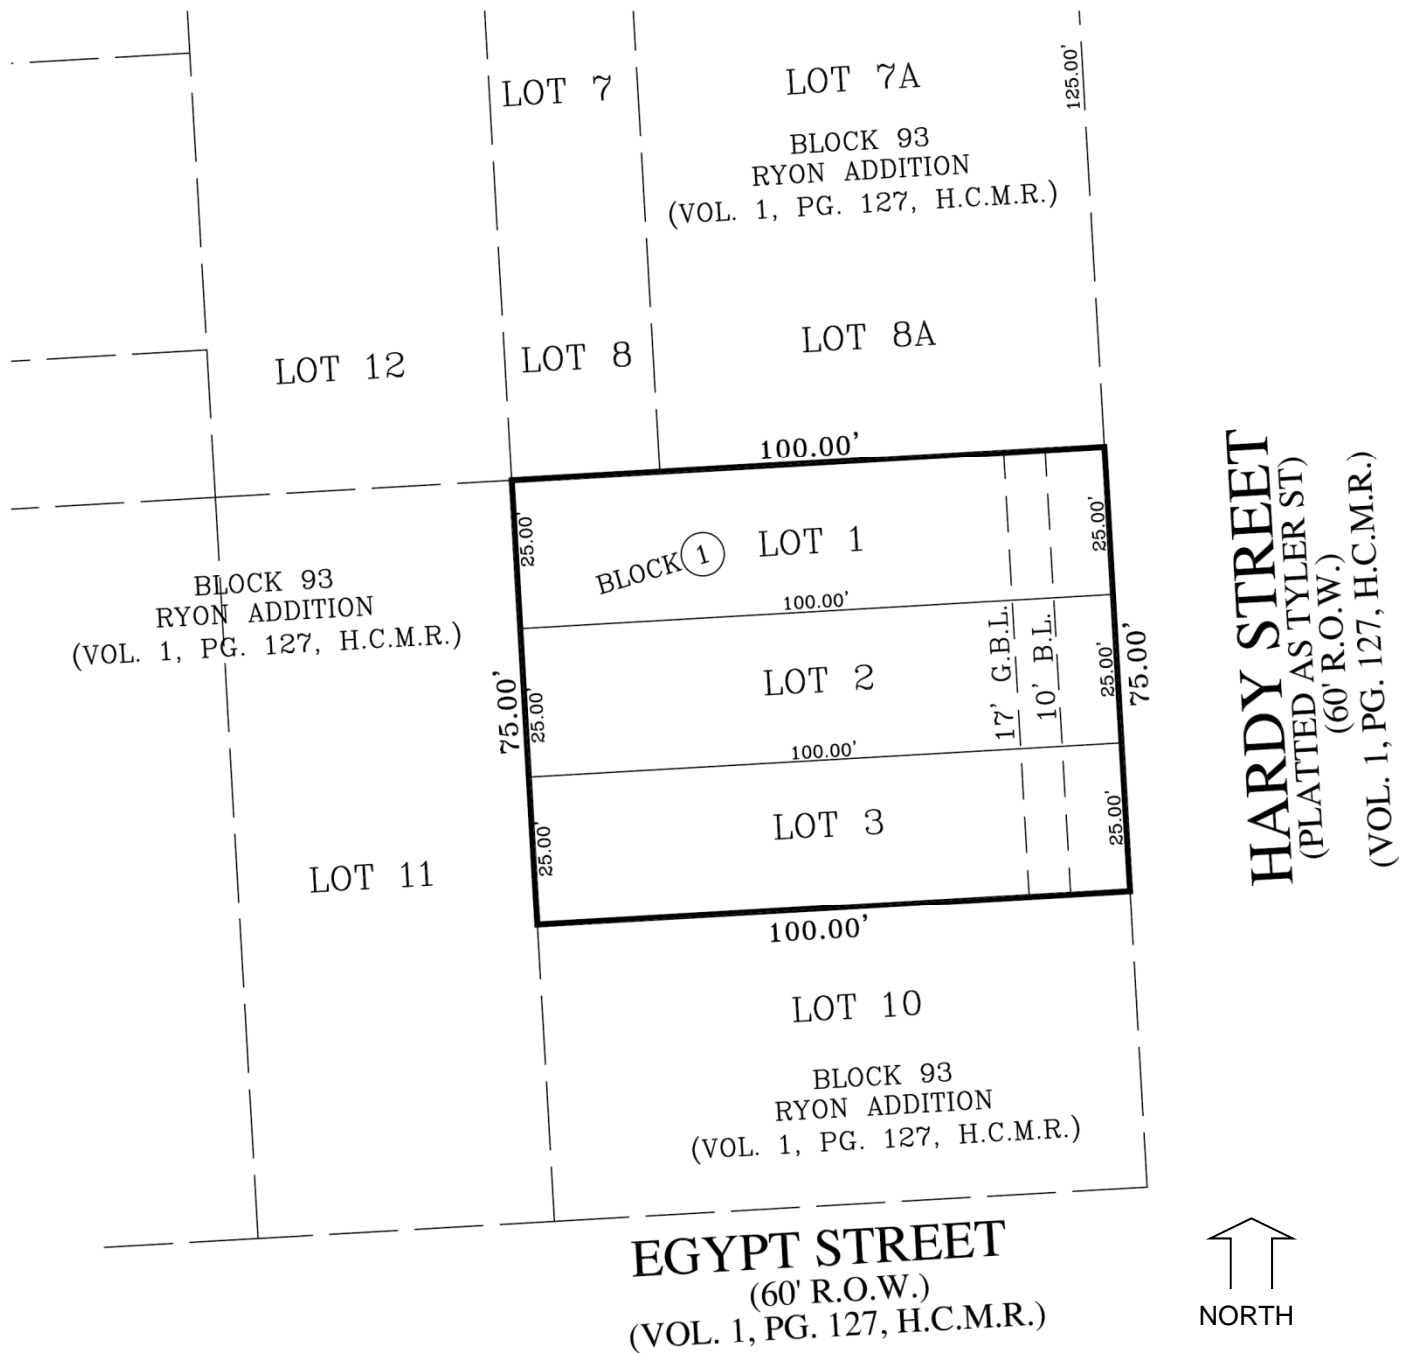 LOT 7
LOT 7A
125.00'
BLOCK 93
RYON ADDITION
(VOL. 1, PG. 127, H.C.M.R.)
LOT 12
LOT 8
LOT 8A
100.00'
25.00'
BLOCK 1
LOT 1
25.00'
100.00'
BLOCK 93
RYON ADDITION
(VOL. 1, PG. 127, H.C.M.R.)
75.00'
25.00'
LOT 2
17' G.B.L.
10' B.L.
25.00'
75.00'
100.00'
25.00'
LOT 3
25.00'
LOT 11
100.00'
HARDY STREET
(PLATTED AS TYLER ST)
(60' R.O.W.)
(VOL. 1, PG. 127, H.C.M.R.)
LOT 10
BLOCK 93
RYON ADDITION
(VOL. 1, PG. 127, H.C.M.R.)
EGYPT STREET
(60' R.O.W.)
(VOL. 1, PG. 127, H.C.M.R.)
NORTH